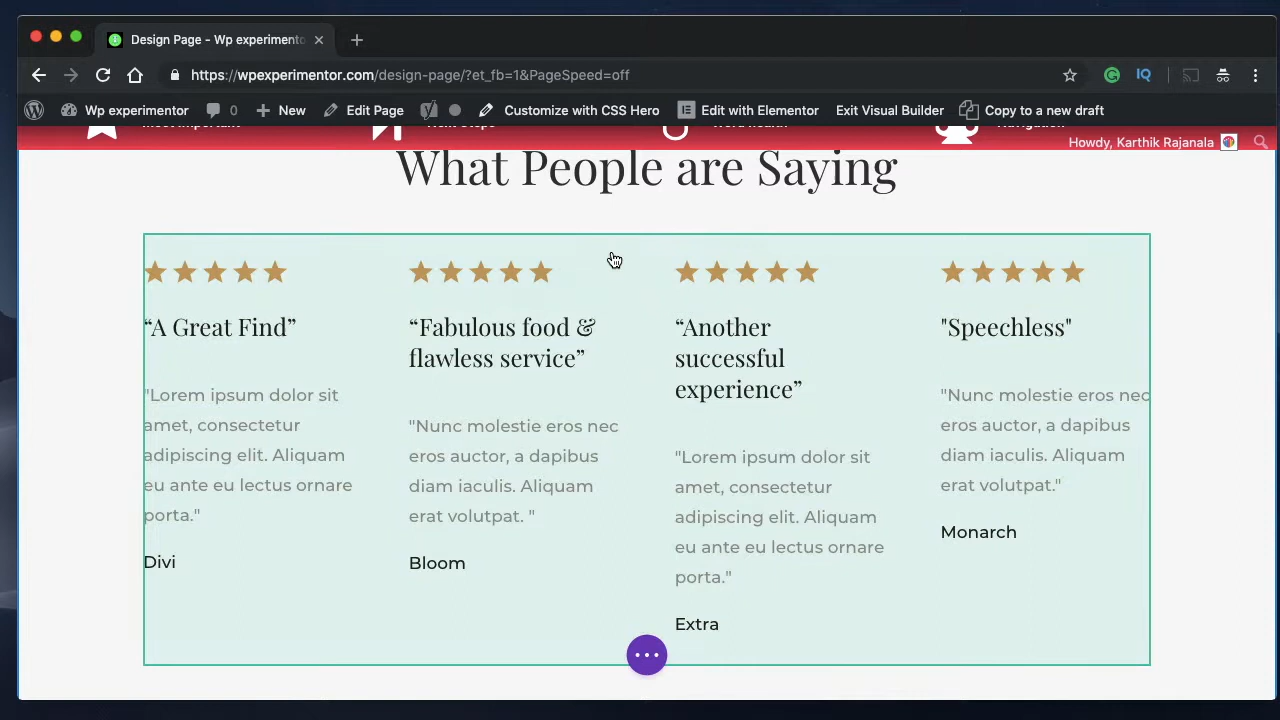 Design Page - Wp experimento
https://wpexperimentor.com/design-page/?et_fb=1&PageSpeed=off
IQ
Wp experimentor 0 New Edit Page Customize with CSS Hero Edit with Elementor Exit Visual Builder Copy to a new draft
Howdy, Karthik Rajanala
What People are Saying
“A Great Find”
"Lorem ipsum dolor sit
amet, consectetur
adipiscing elit. Aliquam
eu ante eu lectus ornare
porta."
Divi
“Fabulous food &
flawless service”
"Nunc molestie eros nec
eros auctor, a dapibus
diam iaculis. Aliquam
erat volutpat. "
Bloom
“Another
successful
experience”
"Lorem ipsum dolor sit
amet, consectetur
adipiscing elit. Aliquam
eu ante eu lectus ornare
porta."
Extra
"Speechless"
"Nunc molestie eros nec
eros auctor, a dapibus
diam iaculis. Aliquam
erat volutpat."
Monarch